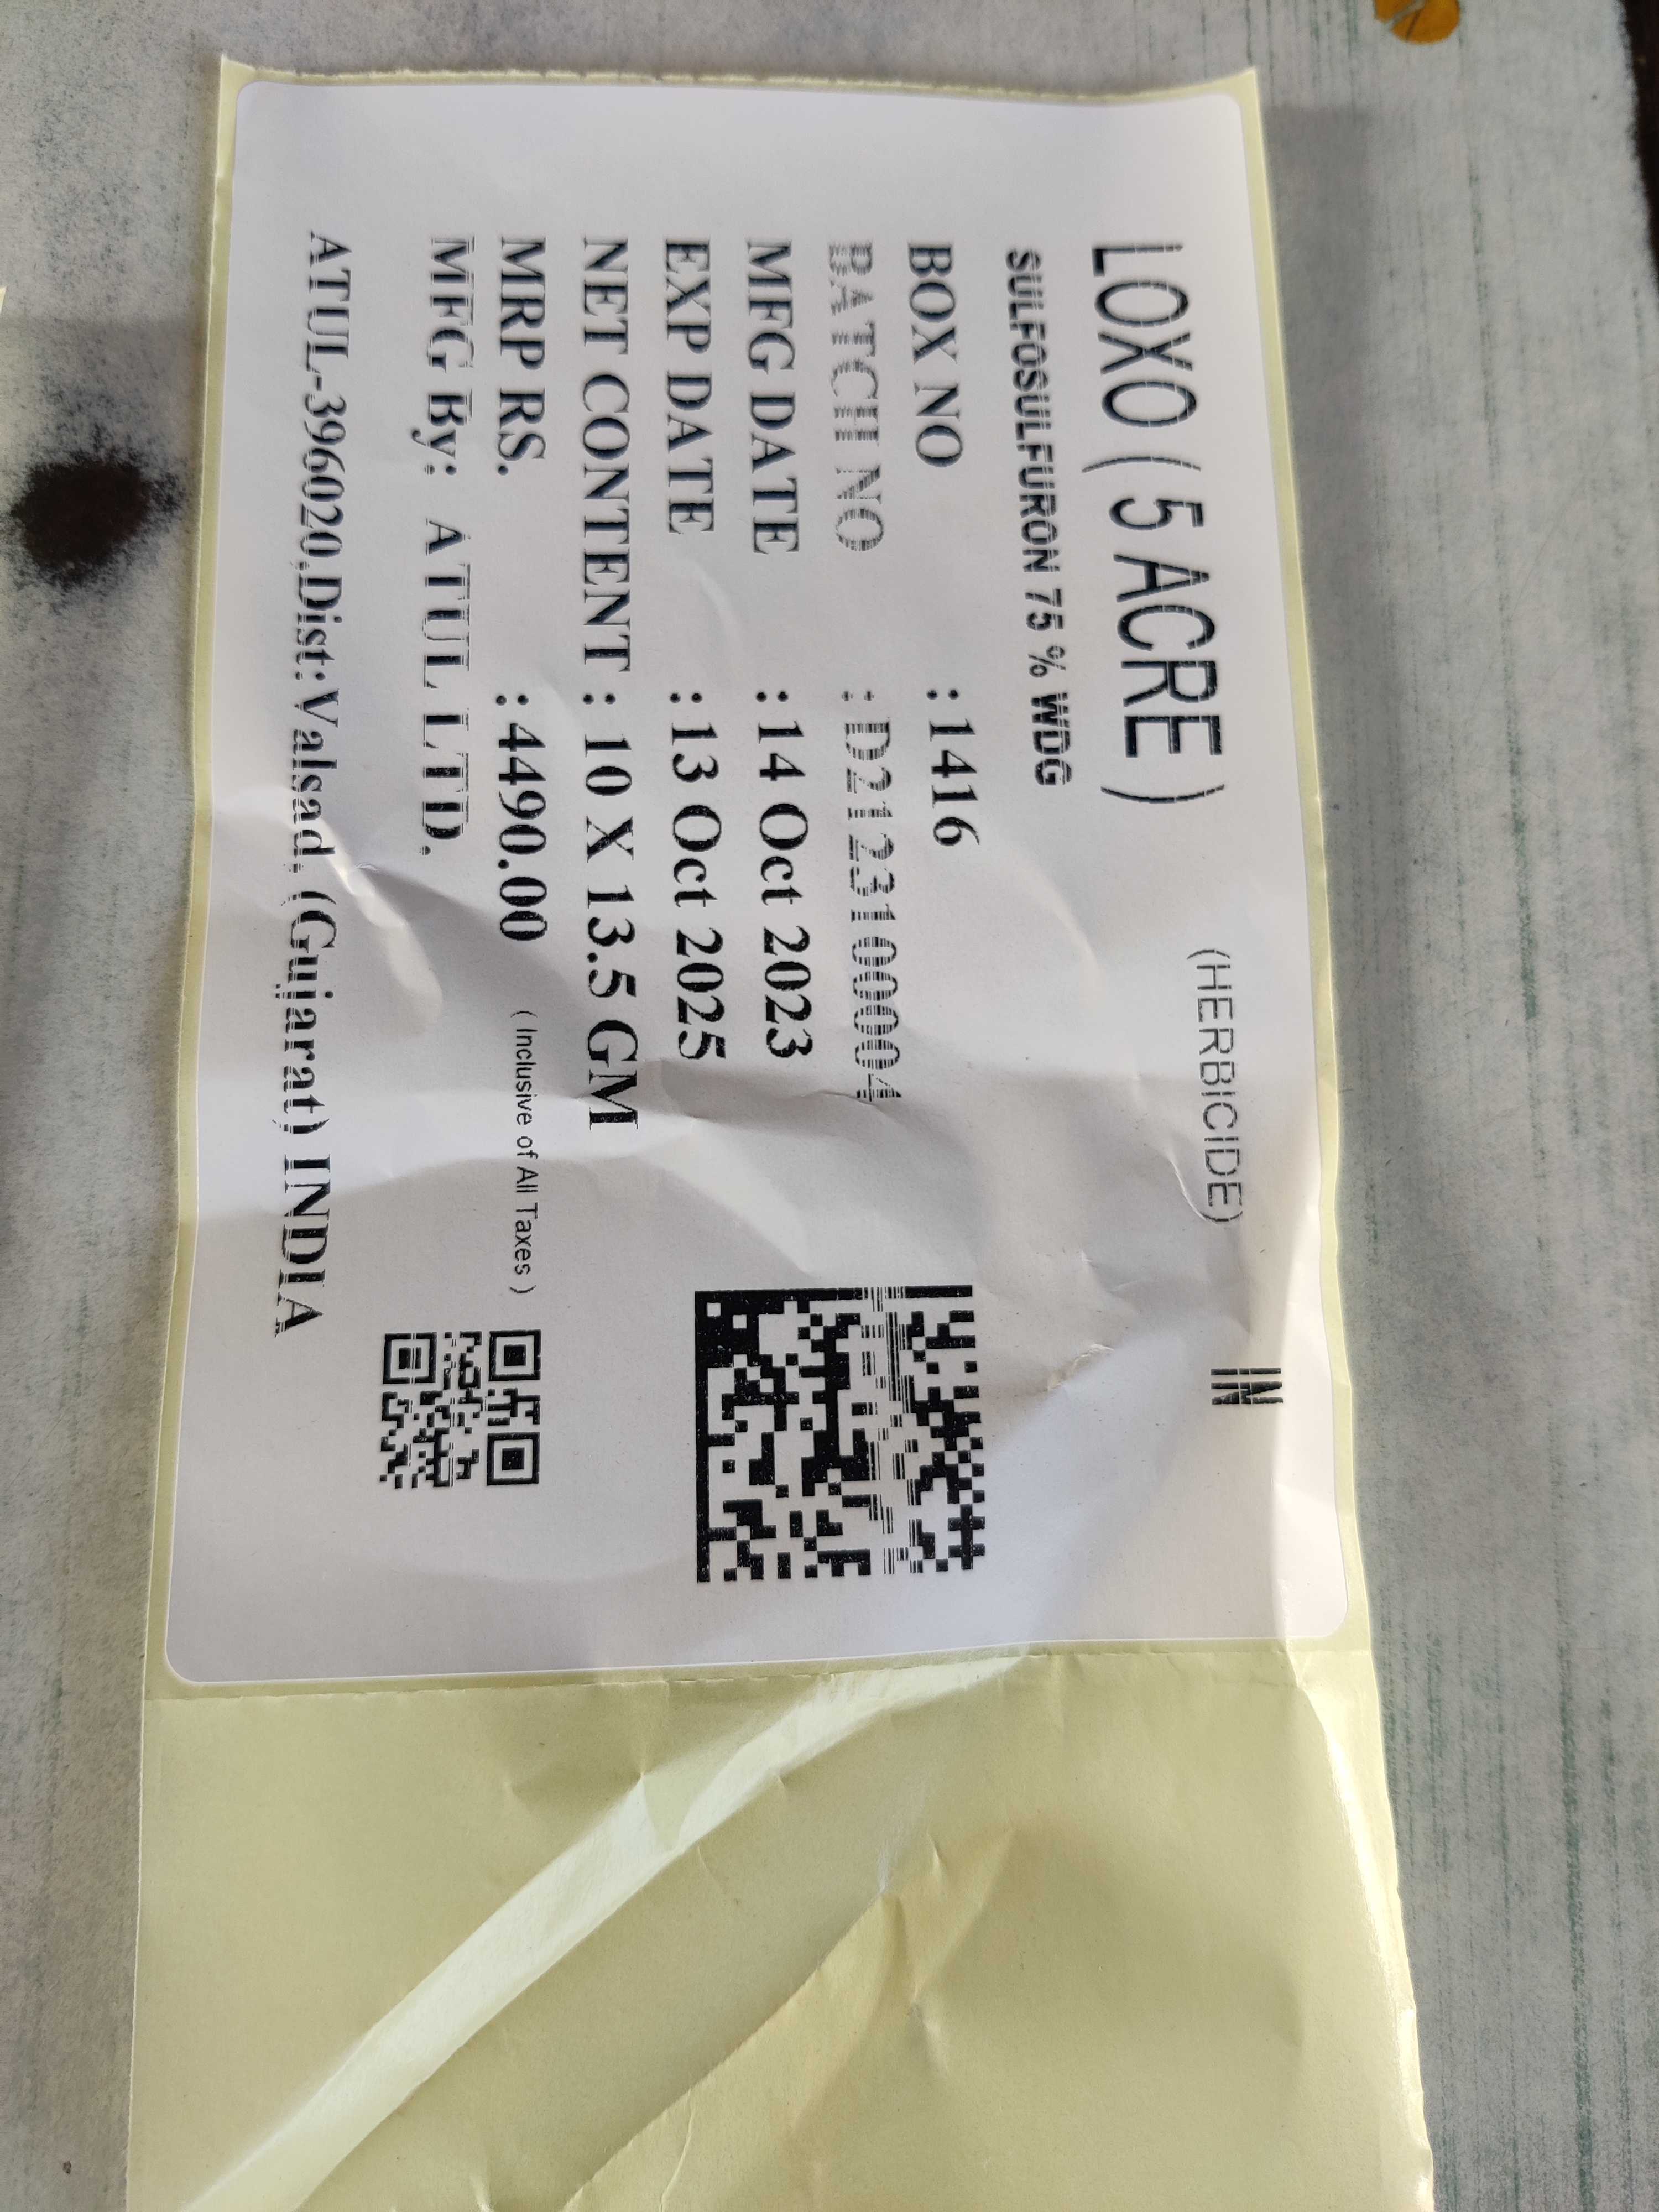 LOXO ( 5 ACRE ) (HERBICIDE) IN
SULFOSULFURON 75 % WDG
BOX NO : 1416
BATCH NO : D212310004
MFG DATE : 14 Oct 2023
EXP DATE : 13 Oct 2025
NET CONTENT : 10 X 13.5 GM
MRP RS. : 4490.00 ( Inclusive of All Taxes )
MFG By: ATUL LTD.
ATUL-396020,Dist:Valsad, (Gujarat) INDIA